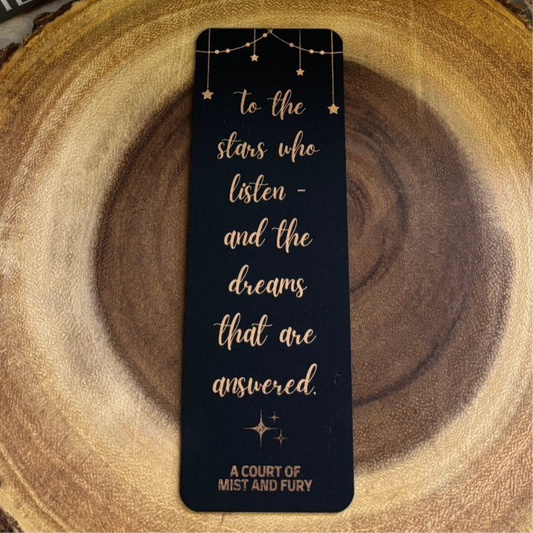 to the
stars who
listen -
and the
dreams
that are
answered.
A COURT OF
MIST AND FURY